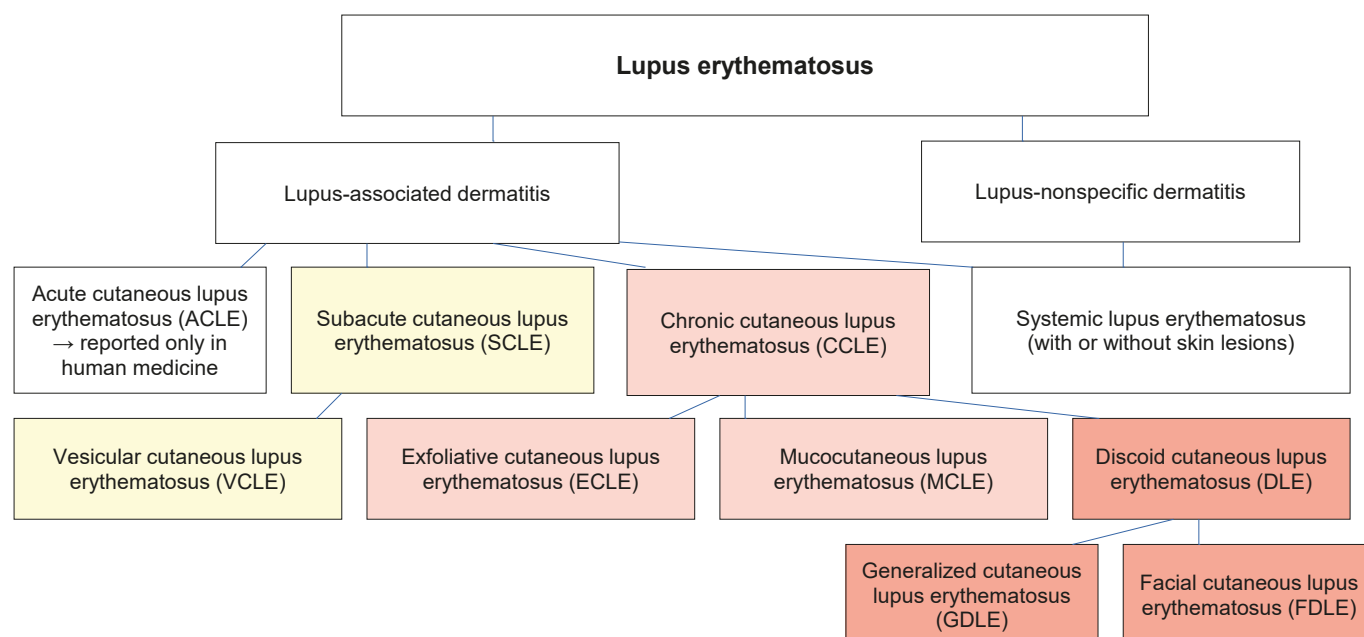 Lupus erythematosus
Lupus-associated dermatitis
Lupus-nonspecific dermatitis
Acute cutaneous lupus
erythematosus (ACLE)
→ reported only in
human medicine
Subacute cutaneous lupus
erythematosus (SCLE)
Chronic cutaneous lupus
erythematosus (CCLE)
Systemic lupus erythematosus
(with or without skin lesions)
Vesicular cutaneous lupus
erythematosus (VCLE)
Exfoliative cutaneous lupus
erythematosus (ECLE)
Mucocutaneous lupus
erythematosus (MCLE)
Discoid cutaneous lupus
erythematosus (DLE)
Generalized cutaneous
lupus erythematosus
(GDLE)
Facial cutaneous lupus
erythematosus (FDLE)